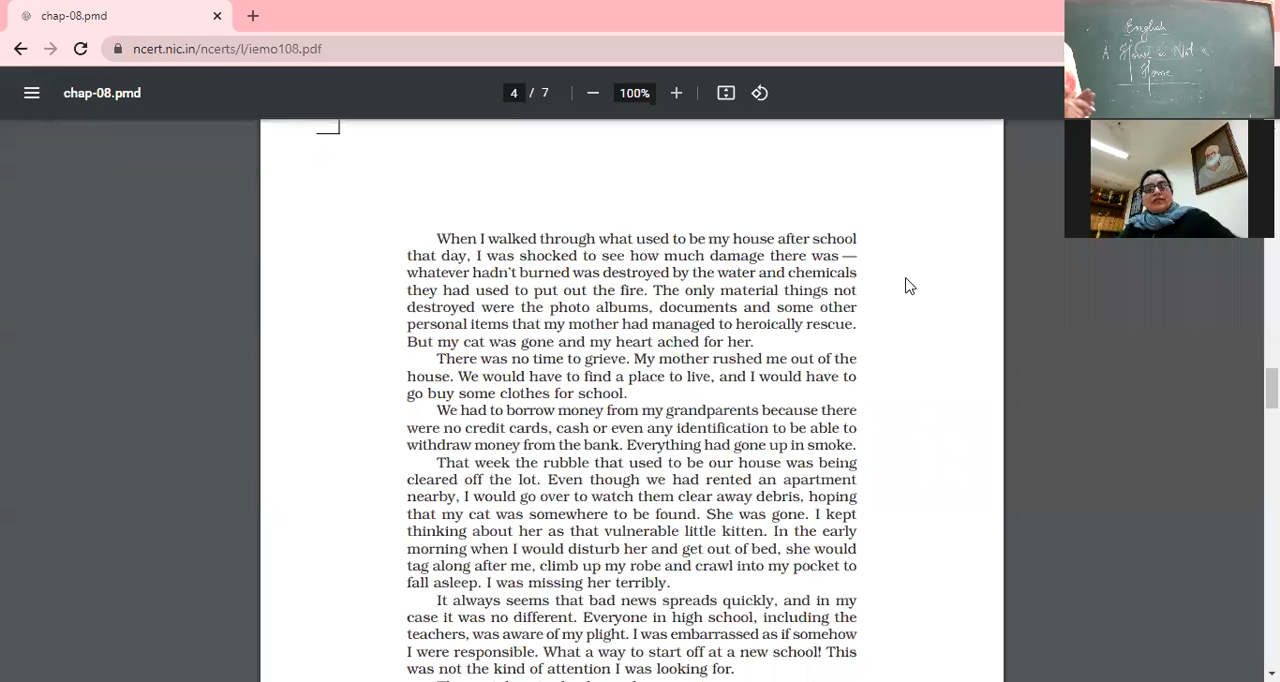 chap-08.pmd
ncert.nic.in/ncerts/l/iemo108.pdf
chap-08.pmd
4 / 7
100%
English
A House is Not a
Home
When I walked through what used to be my house after school
that day, I was shocked to see how much damage there was —
whatever hadn't burned was destroyed by the water and chemicals
they had used to put out the fire. The only material things not
destroyed were the photo albums, documents and some other
personal items that my mother had managed to heroically rescue.
But my cat was gone and my heart ached for her.
There was no time to grieve. My mother rushed me out of the
house. We would have to find a place to live, and I would have to
go buy some clothes for school.
We had to borrow money from my grandparents because there
were no credit cards, cash or even any identification to be able to
withdraw money from the bank. Everything had gone up in smoke.
That week the rubble that used to be our house was being
cleared off the lot. Even though we had rented an apartment
nearby, I would go over to watch them clear away debris, hoping
that my cat was somewhere to be found. She was gone. I kept
thinking about her as that vulnerable little kitten. In the early
morning when I would disturb her and get out of bed, she would
tag along after me, climb up my robe and crawl into my pocket to
fall asleep. I was missing her terribly.
It always seems that bad news spreads quickly, and in my
case it was no different. Everyone in high school, including the
teachers, was aware of my plight. I was embarrassed as if somehow
I were responsible. What a way to start off at a new school! This
was not the kind of attention I was looking for.